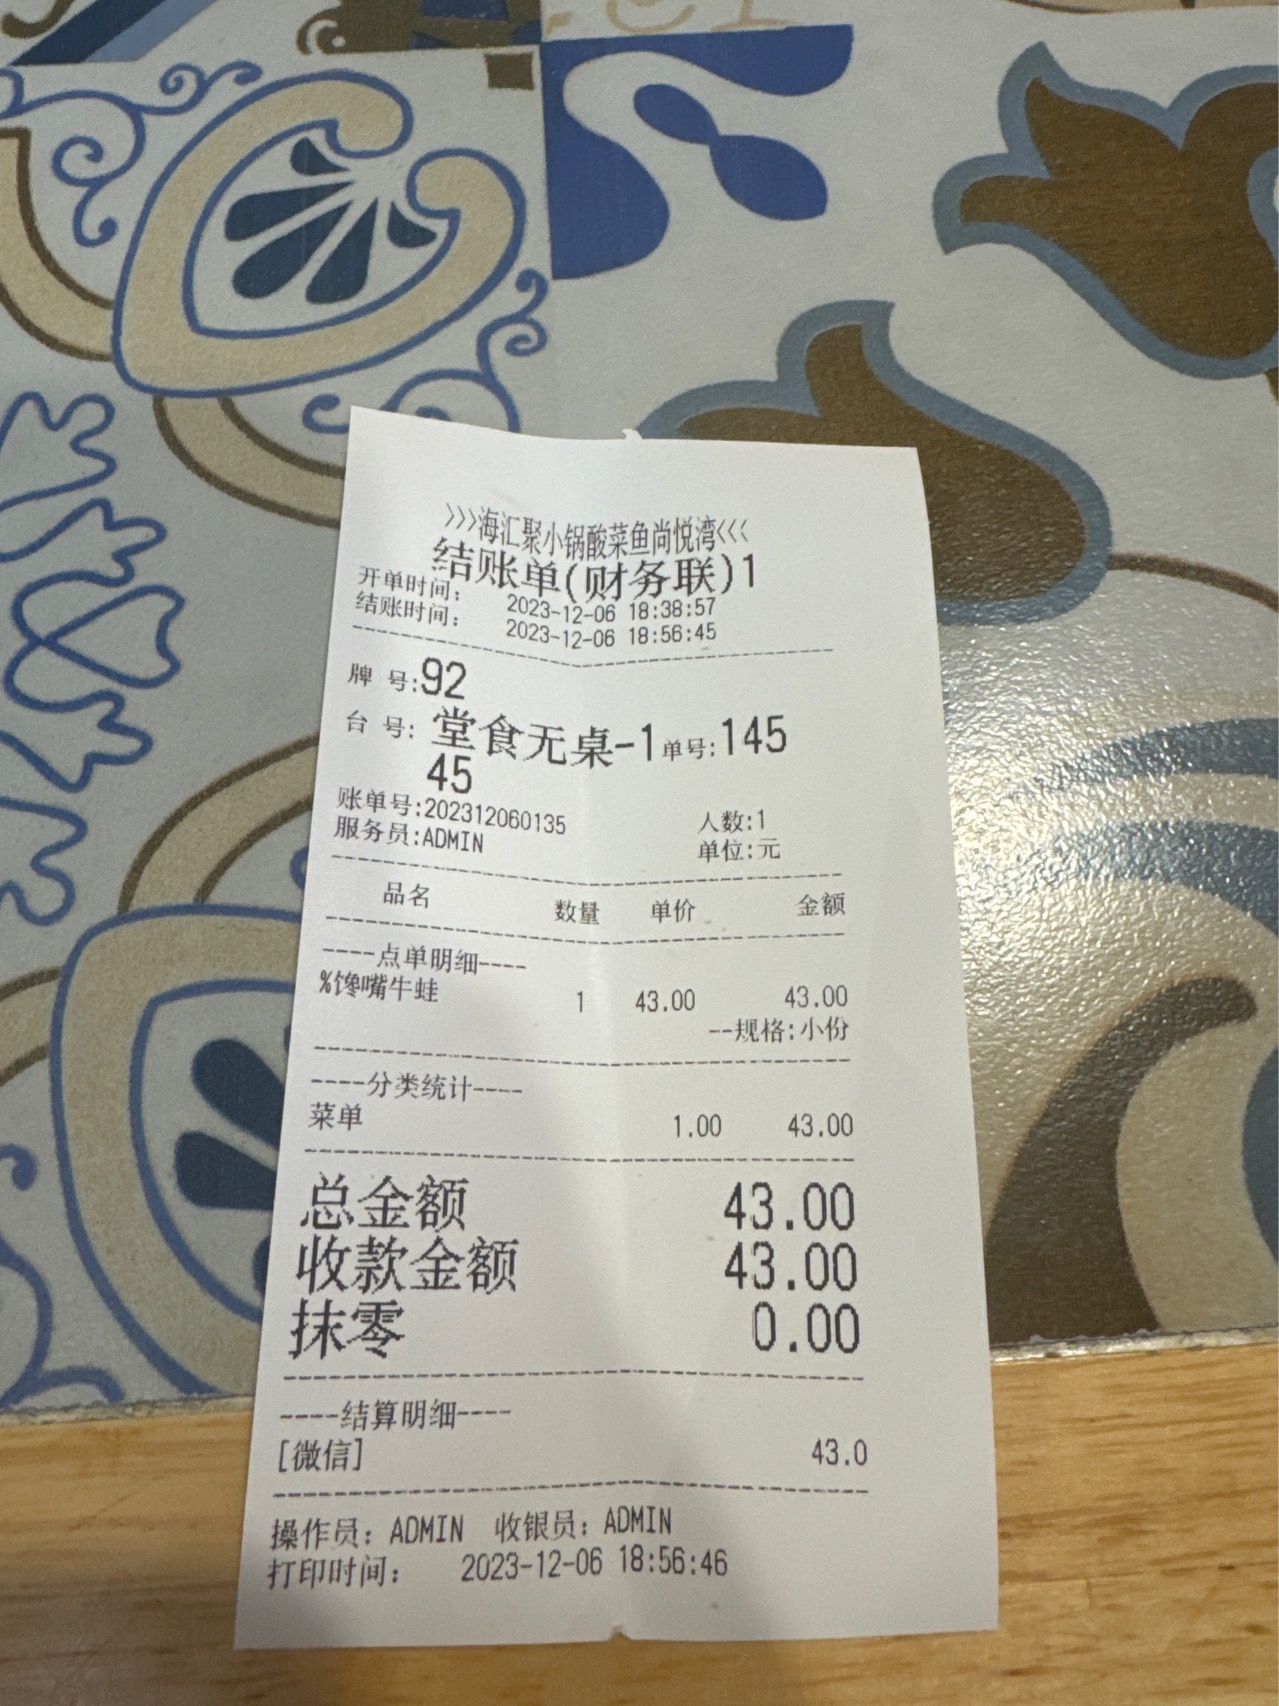 >>>海汇聚小锅酸菜鱼尚悦湾<<<
结账单(财务联)1
开单时间: 2023-12-06 18:38:57
结账时间: 2023-12-06 18:56:45
牌 号:92
台 号: 堂食无桌-1 单号:145
45
账单号:202312060135 人数:1
服务员:ADMIN 单位:元
品名 数量 单价 金额
----点单明细----
%馋嘴牛蛙 1 43.00 43.00
--规格:小份
----分类统计----
菜单 1.00 43.00
总金额 43.00
收款金额 43.00
抹零 0.00
----结算明细----
[微信] 43.0
操作员: ADMIN 收银员: ADMIN
打印时间: 2023-12-06 18:56:46